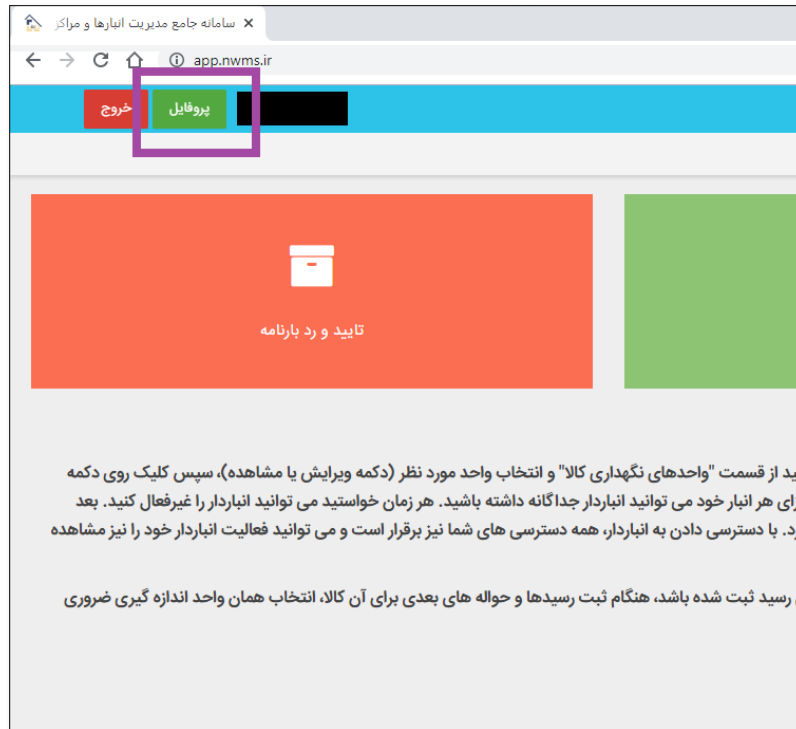 سامانه جامع مدیریت انبارها و مراکز
app.nwms.ir
پروفایل
خروج
تایید و رد بارنامه
ید از قسمت "واحدهای نگهداری کالا" و انتخاب واحد مورد نظر (دکمه ویرایش یا مشاهده)، سپس کلیک روی دکمه
رای هر انبار خود می توانید انباردار جداگانه داشته باشید. هر زمان خواستید می توانید انباردار را غیرفعال کنید. بعد
رد. با دسترسی دادن به انباردار، همه دسترسی های شما نیز برقرار است و می توانید فعالیت انباردار خود را نیز مشاهده
رسید ثبت شده باشد، هنگام ثبت رسیدها و حواله های بعدی برای آن کالا، انتخاب همان واحد اندازه گیری ضروری